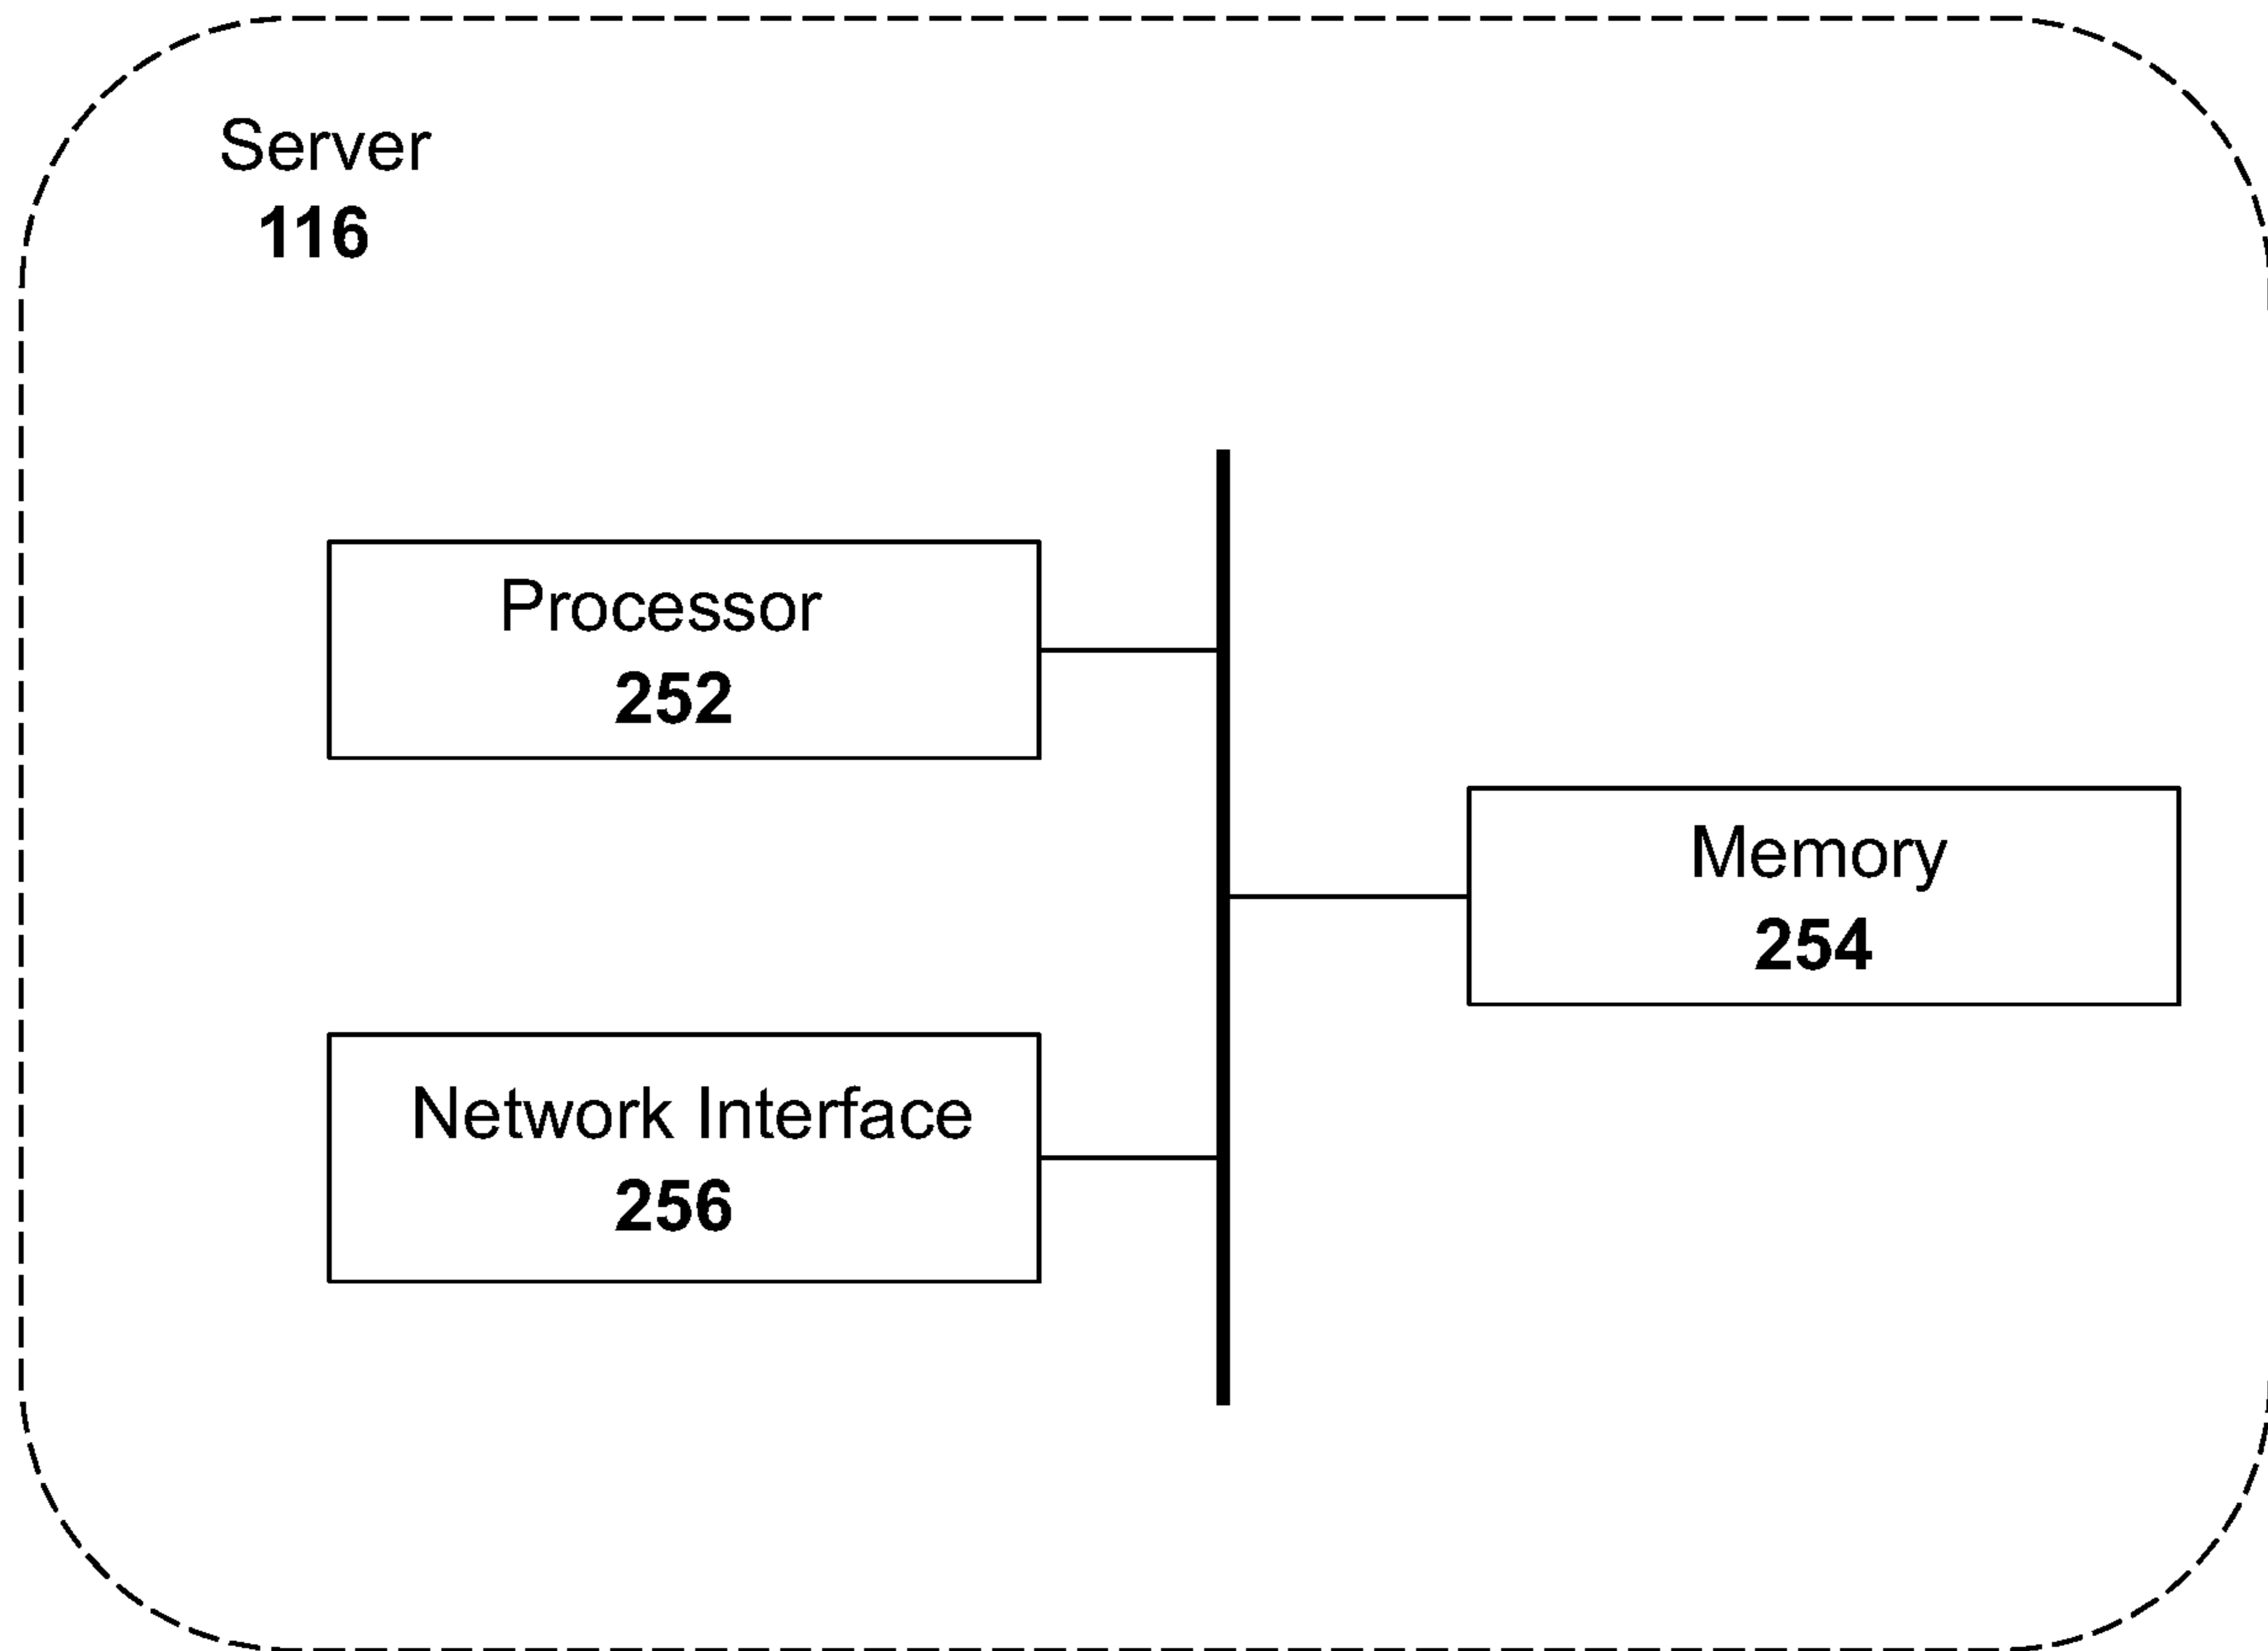 Server
116
Processor
252
Memory
254
Network Interface
256